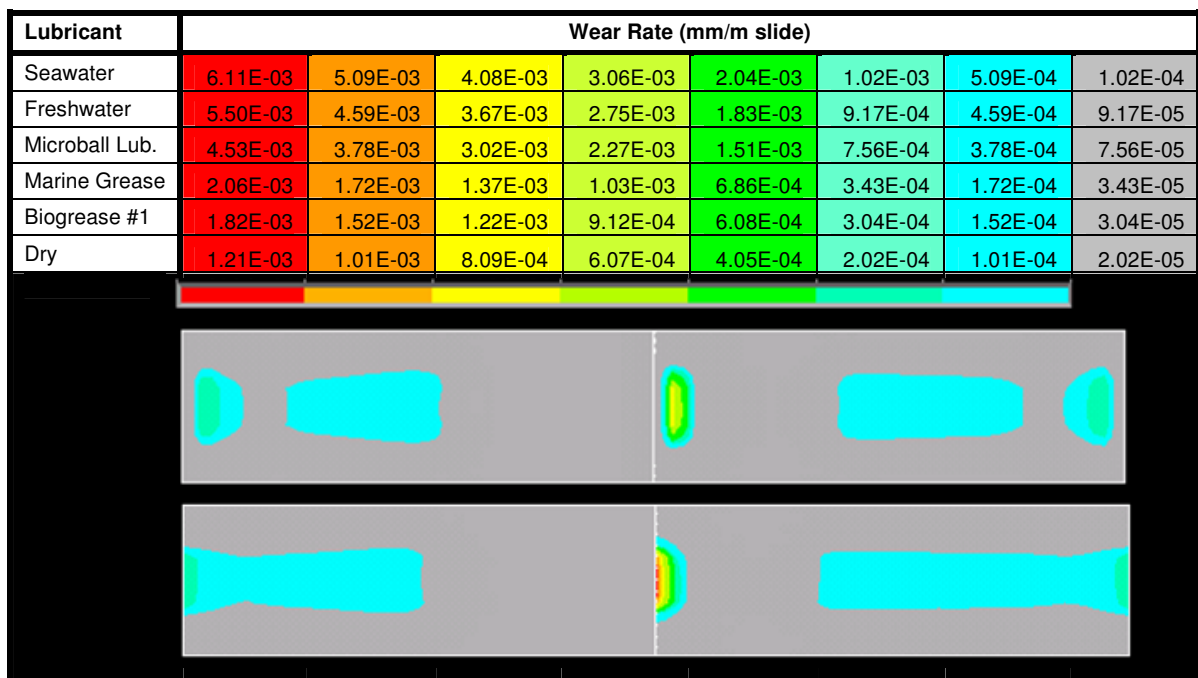 Lubricant Wear Rate (mm/m slide)
Seawater 6.11E-03 5.09E-03 4.08E-03 3.06E-03 2.04E-03 1.02E-03 5.09E-04 1.02E-04
Freshwater 5.50E-03 4.59E-03 3.67E-03 2.75E-03 1.83E-03 9.17E-04 4.59E-04 9.17E-05
Microball Lub. 4.53E-03 3.78E-03 3.02E-03 2.27E-03 1.51E-03 7.56E-04 3.78E-04 7.56E-05
Marine Grease 2.06E-03 1.72E-03 1.37E-03 1.03E-03 6.86E-04 3.43E-04 1.72E-04 3.43E-05
Biogrease #1 1.82E-03 1.52E-03 1.22E-03 9.12E-04 6.08E-04 3.04E-04 1.52E-04 3.04E-05
Dry 1.21E-03 1.01E-03 8.09E-04 6.07E-04 4.05E-04 2.02E-04 1.01E-04 2.02E-05